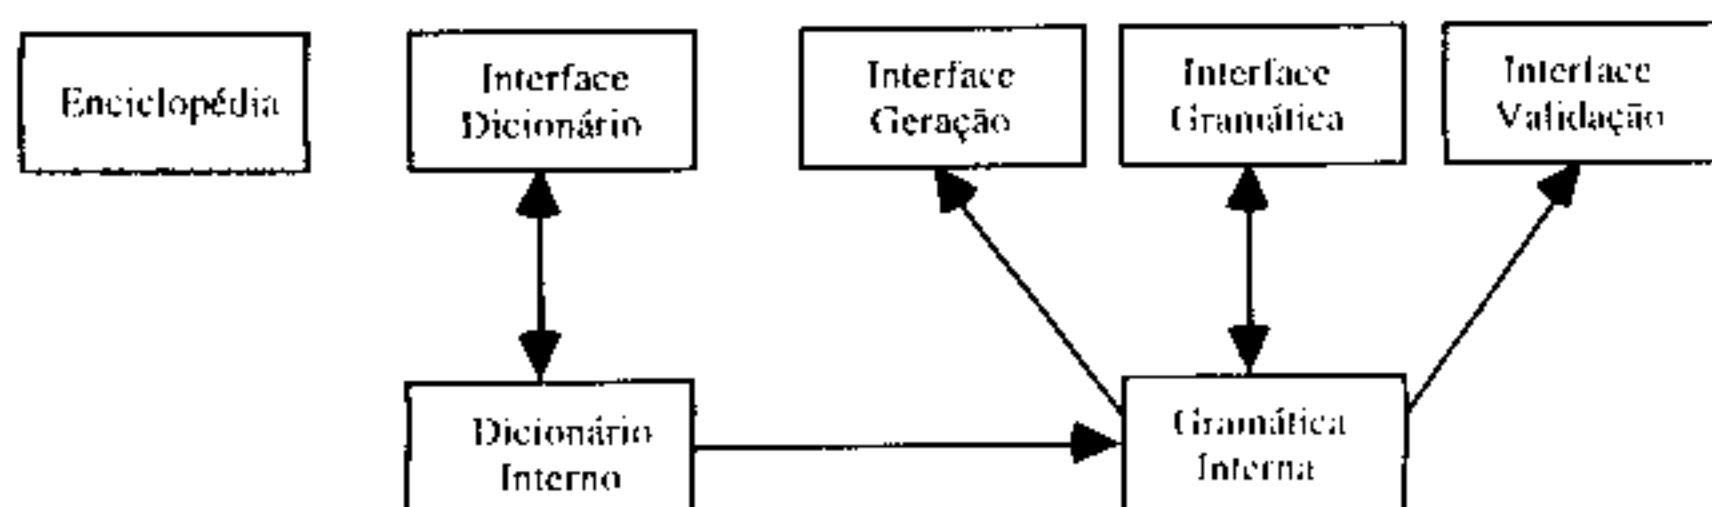 Enciclopédia
Interface
Dicionário
Interface
Geração
Interface
Gramática
Interface
Validação
Dicionário
Interno
Gramática
Interna